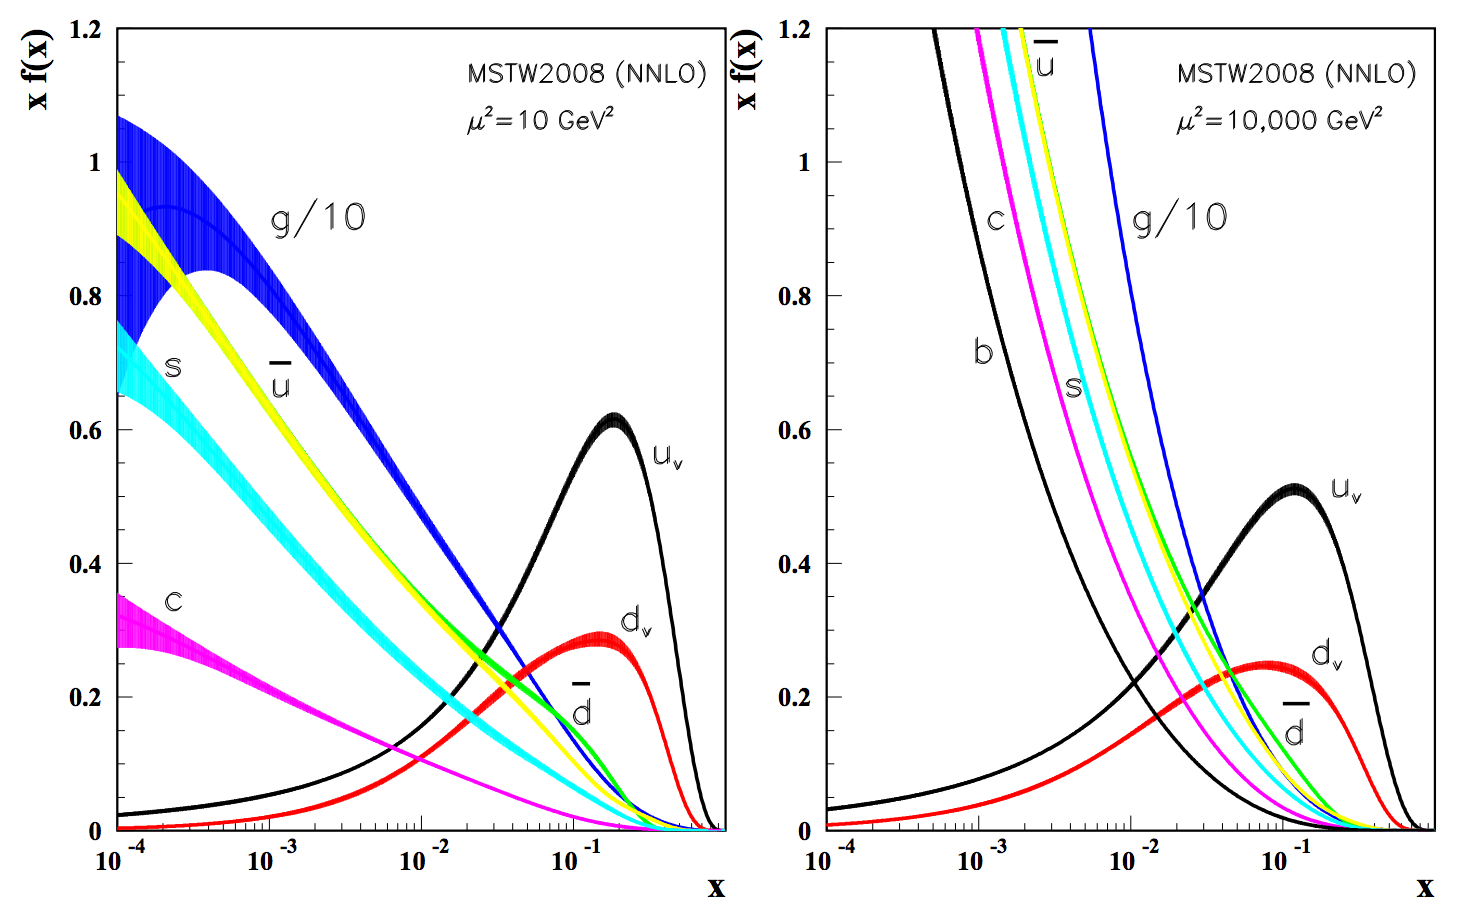 x f(x)
1.2
1
0.8
0.6
0.4
0.2
0
MSTW2008 (NNLO)
μ²=10 GeV²
g/10
s
u̅
c
u_v
d_v
d̅
10⁻⁴
10⁻³
10⁻²
10⁻¹
x
x f(x)
1.2
1
0.8
0.6
0.4
0.2
0
u̅
MSTW2008 (NNLO)
μ²=10,000 GeV²
c
g/10
b
s
u_v
d_v
d̅
10⁻⁴
10⁻³
10⁻²
10⁻¹
x